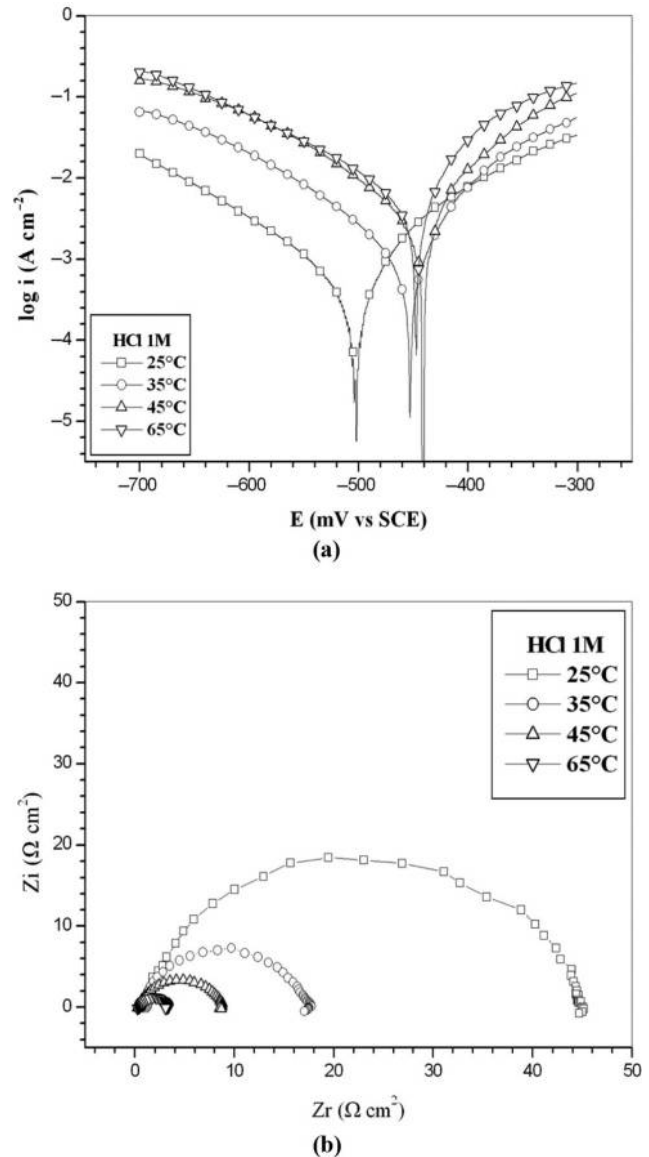 0
−1
−2
−3
−4
−5
log i (A cm⁻²)
HCl 1M
25°C
35°C
45°C
65°C
−700 −600 −500 −400 −300
E (mV vs SCE)
(a)
50
40
30
20
10
0
Zi (Ω cm²)
HCl 1M
25°C
35°C
45°C
65°C
0 10 20 30 40 50
Zr (Ω cm²)
(b)